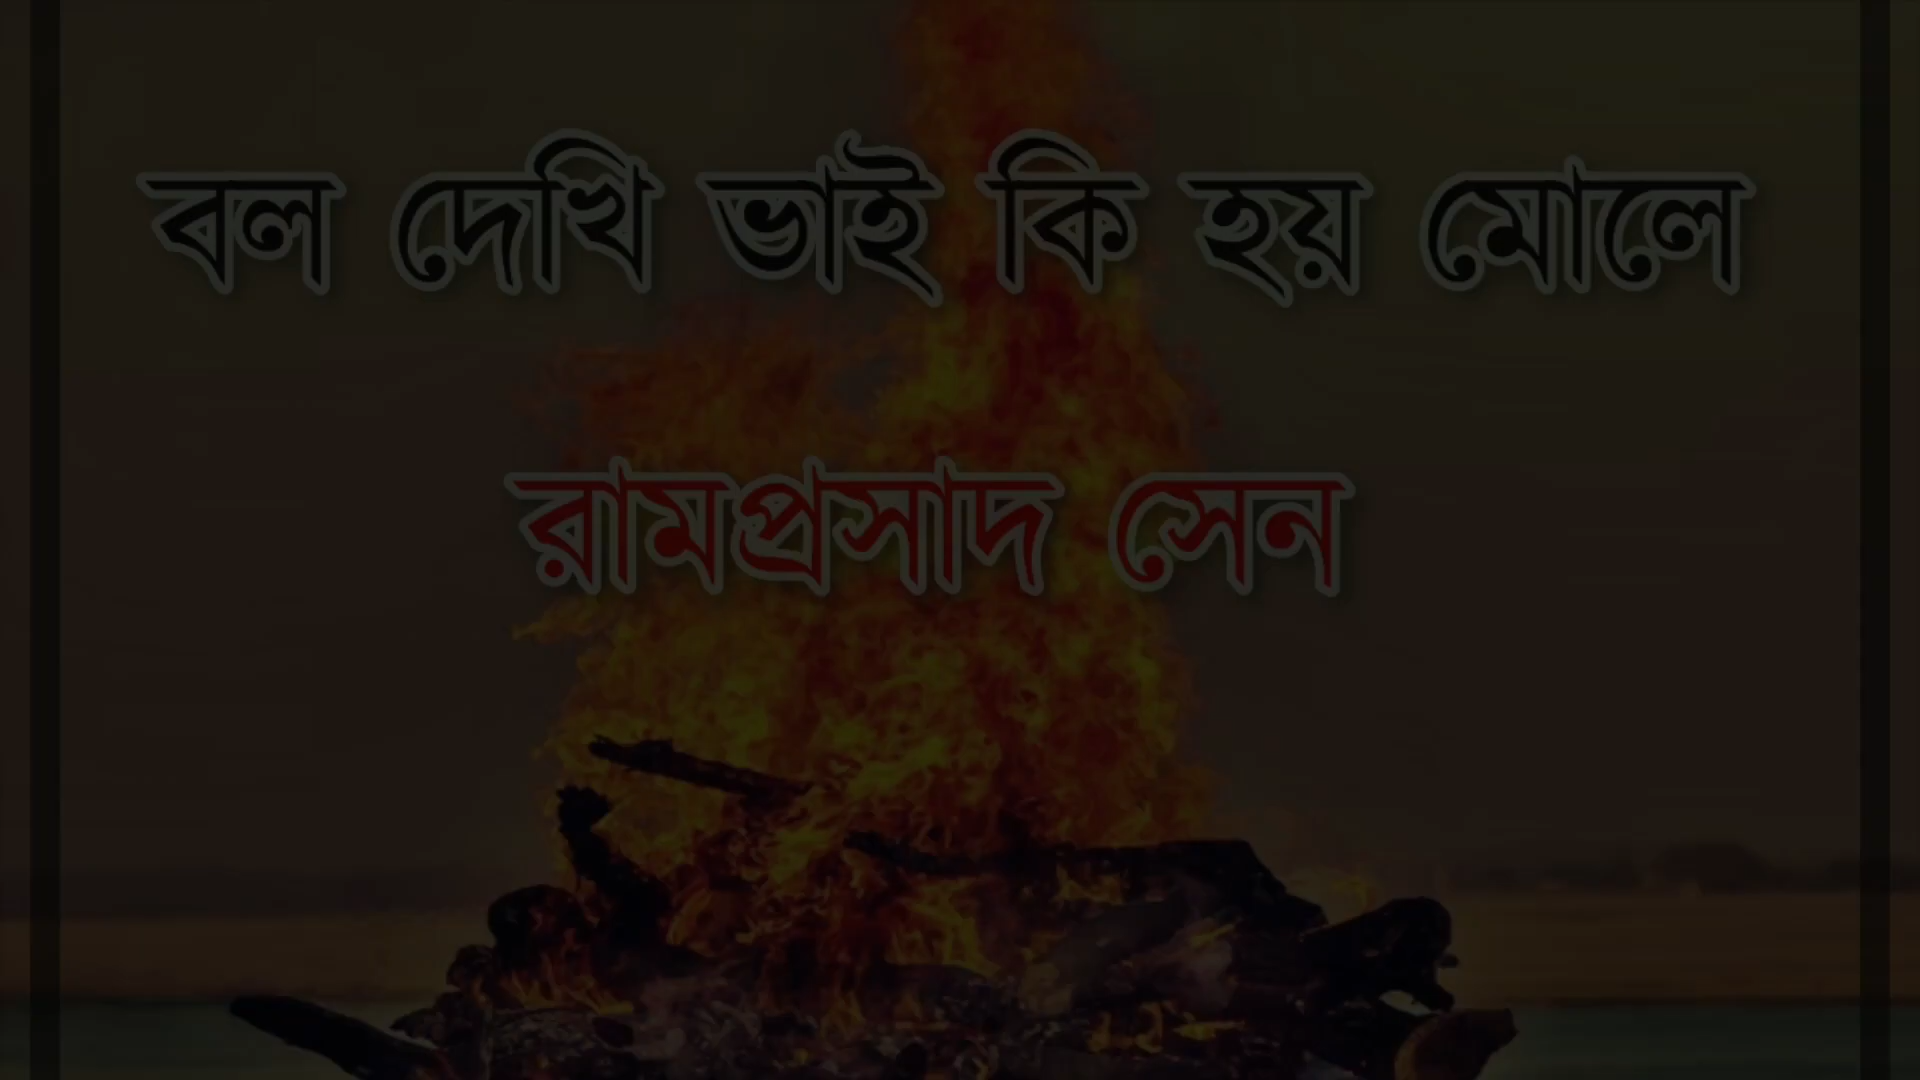 বল দেখি ভাই কি হয় মোলে
রামপ্রসাদ সেন